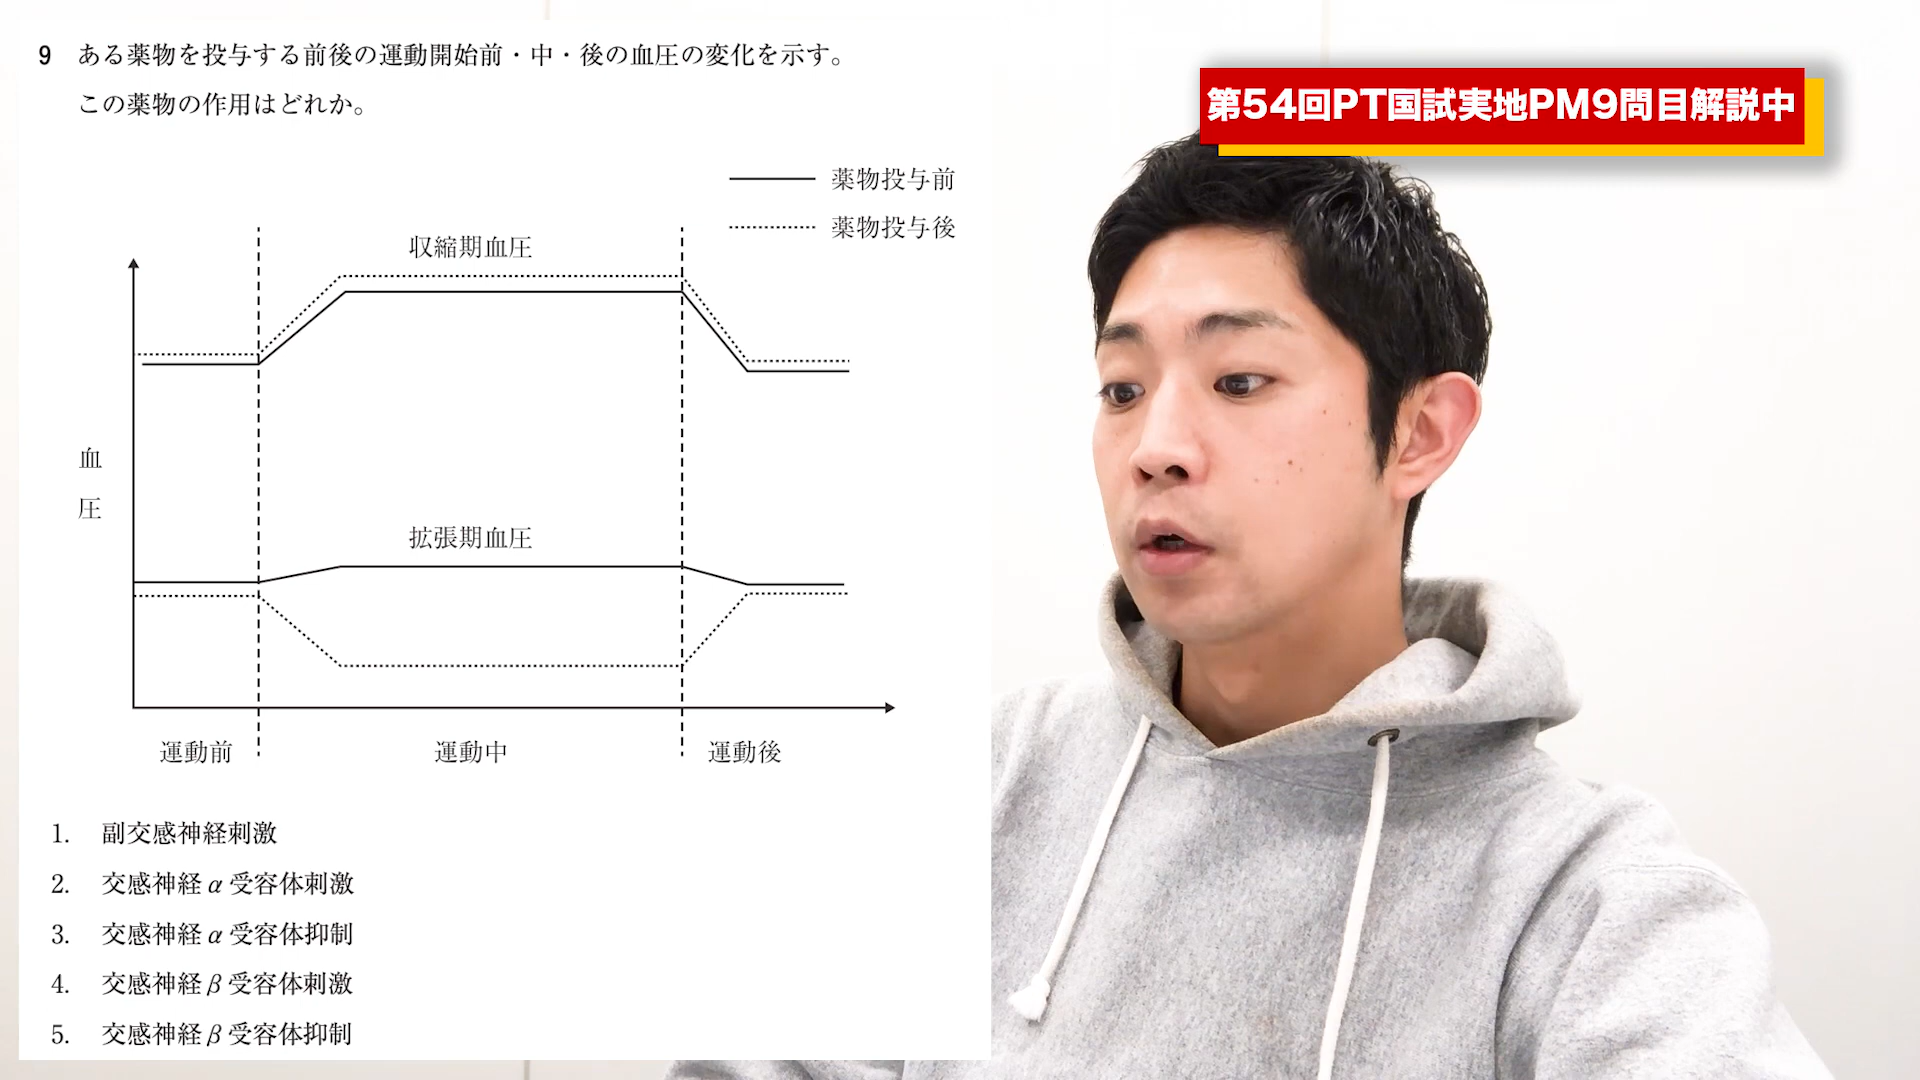 9 ある薬物を投与する前後の運動開始前・中・後の血圧の変化を示す。
この薬物の作用はどれか。
第54回PT国試実地PM9問目解説中
薬物投与前
薬物投与後
収縮期血圧
血圧
拡張期血圧
運動前
運動中
運動後
1. 副交感神経刺激
2. 交感神経α受容体刺激
3. 交感神経α受容体抑制
4. 交感神経β受容体刺激
5. 交感神経β受容体抑制